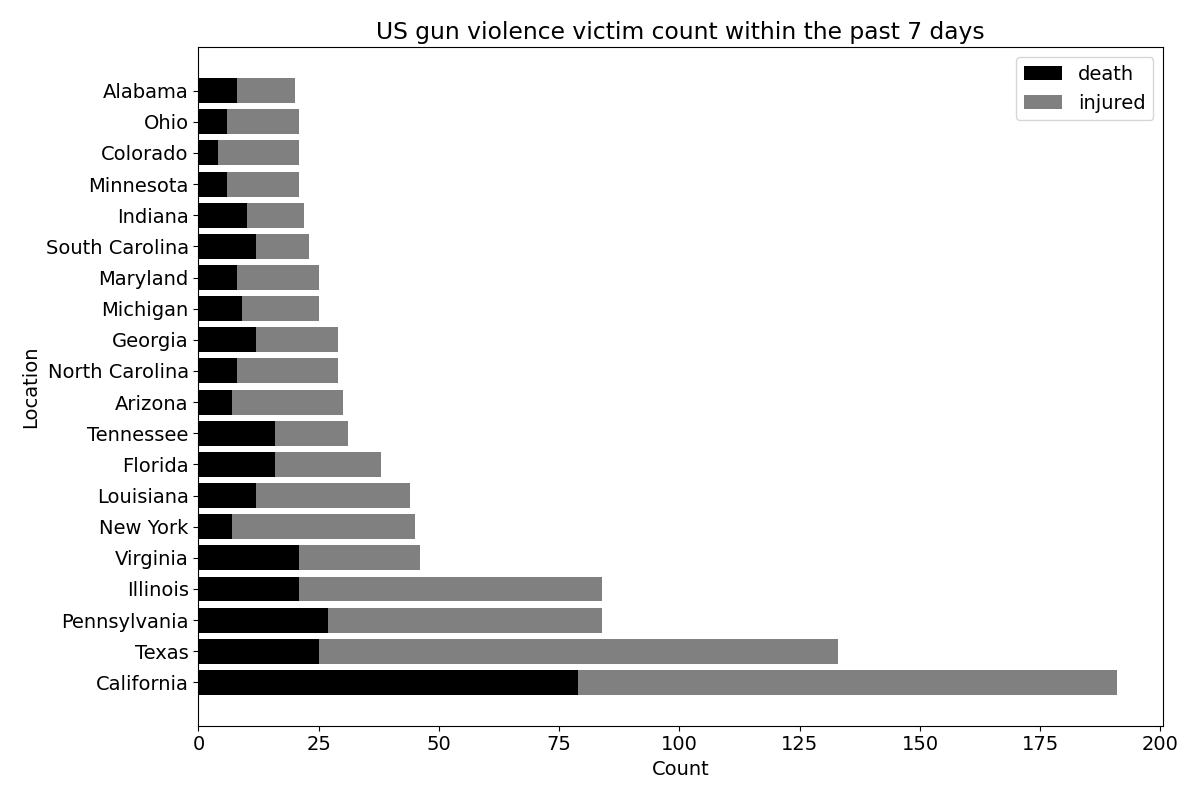 US gun violence victim count within the past 7 days
death
injured
Location
Alabama
Ohio
Colorado
Minnesota
Indiana
South Carolina
Maryland
Michigan
Georgia
North Carolina
Arizona
Tennessee
Florida
Louisiana
New York
Virginia
Illinois
Pennsylvania
Texas
California
0 25 50 75 100 125 150 175 200
Count